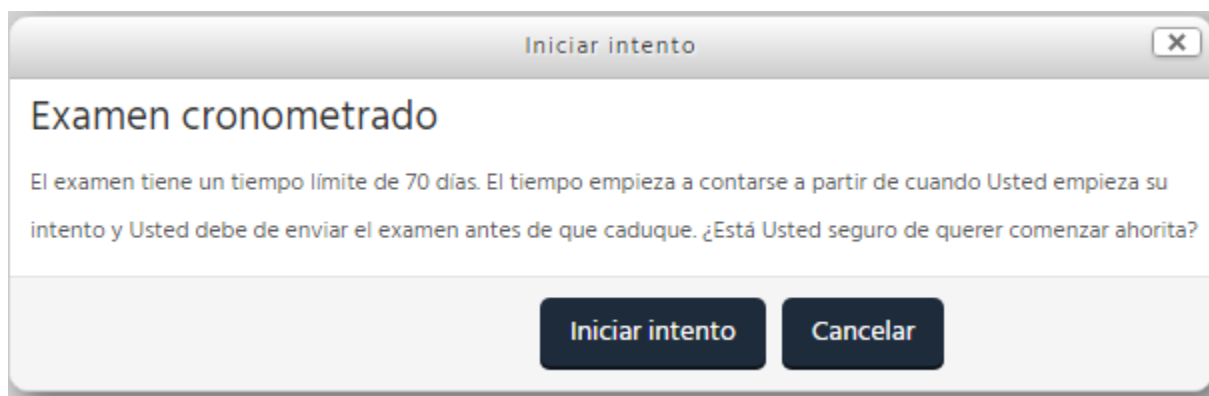 Iniciar intento
Examen cronometrado
El examen tiene un tiempo límite de 70 días. El tiempo empieza a contarse a partir de cuando Usted empieza su
intento y Usted debe de enviar el examen antes de que caduque. ¿Está Usted seguro de querer comenzar ahorita?
Iniciar intento Cancelar